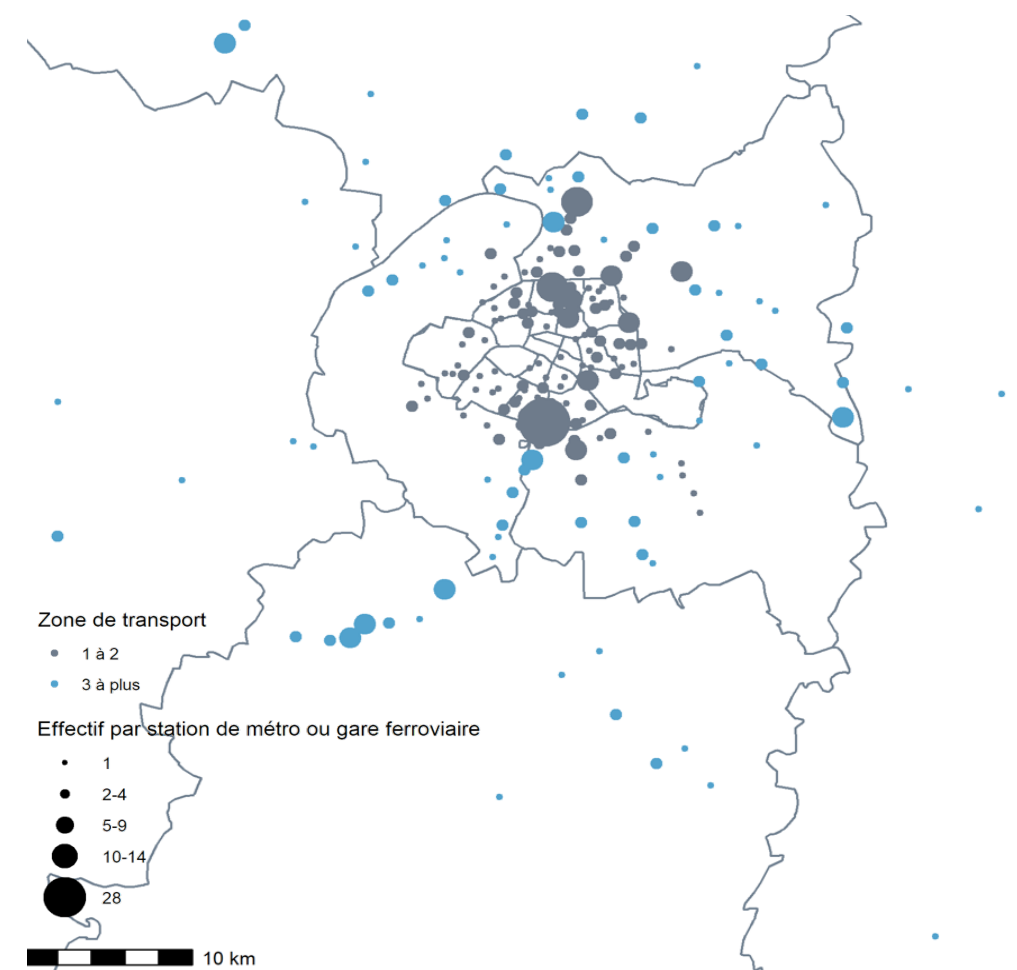 Zone de transport
1 à 2
3 à plus
Effectif par station de métro ou gare ferroviaire
1
2-4
5-9
10-14
28
10 km